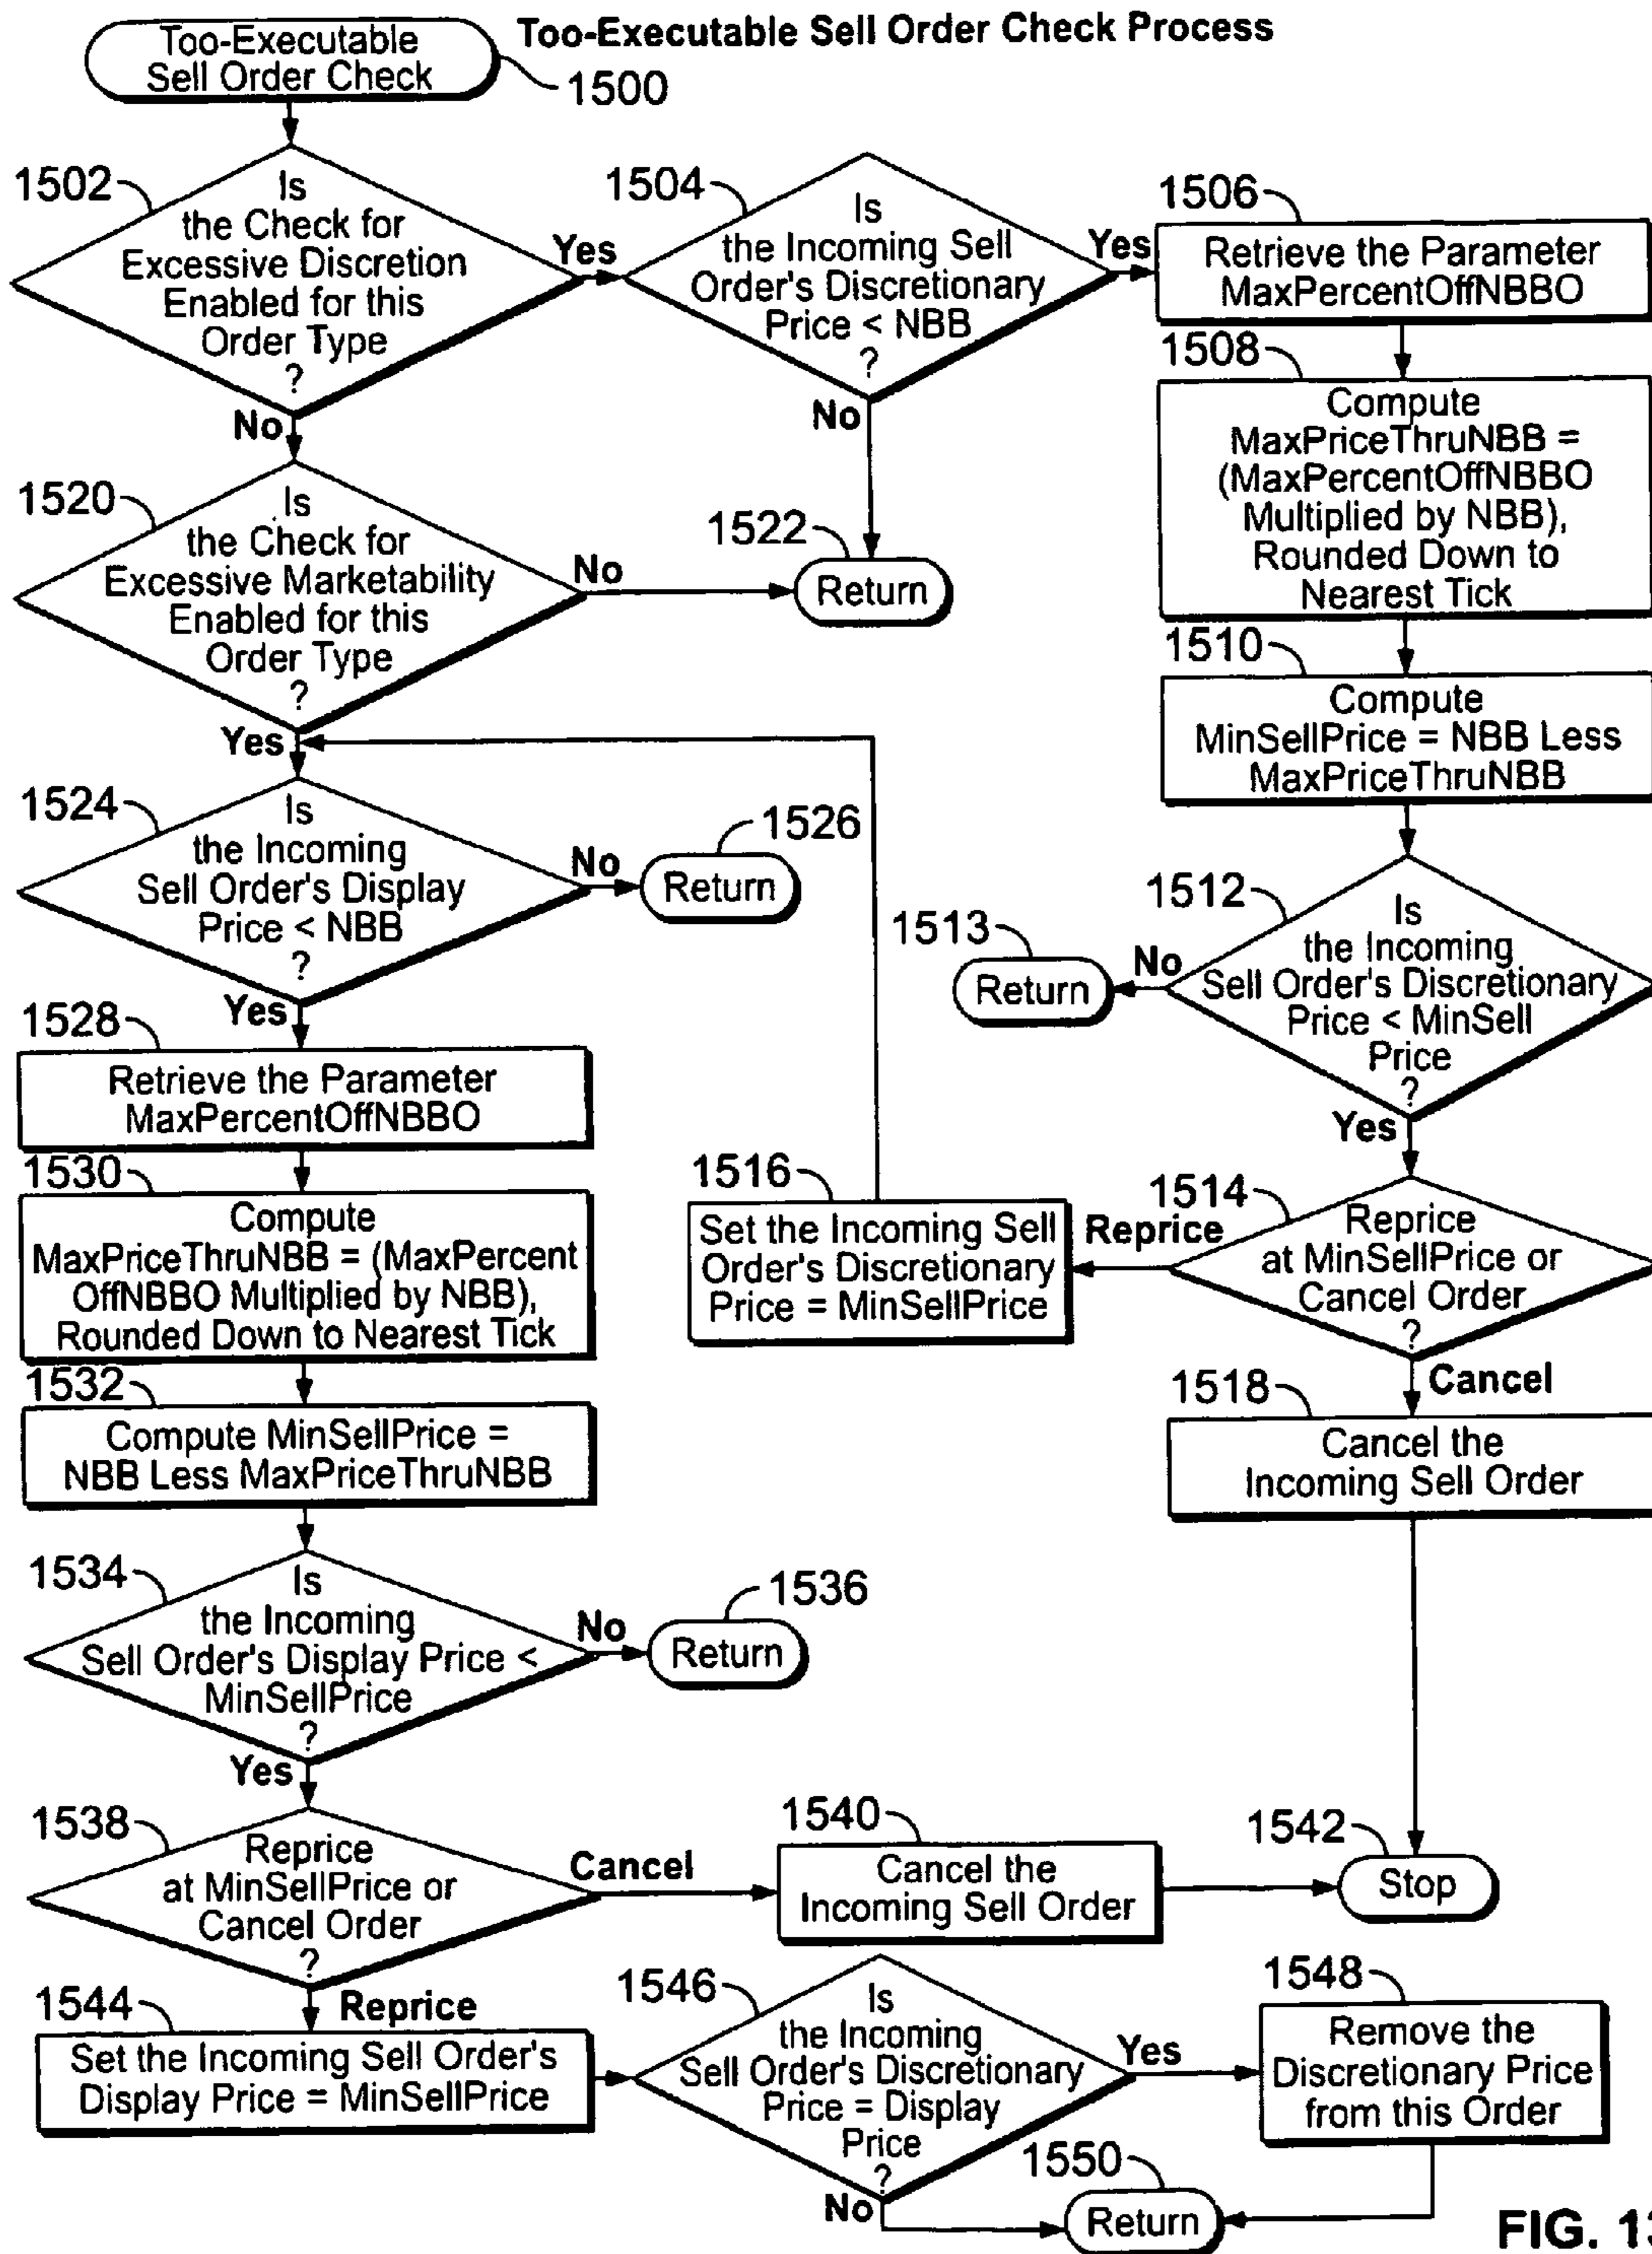 Too-Executable Sell Order Check Process
Too-Executable
Sell Order Check
1500
1502
Is
the Check for
Excessive Discretion
Enabled for this
Order Type
?
Yes
No
1504
Is
the Incoming Sell
Order's Discretionary
Price < NBB
?
Yes
No
1506
Retrieve the Parameter
MaxPercentOffNBBO
1508
Compute
MaxPriceThruNBB =
(MaxPercentOffNBBO
Multiplied by NBB),
Rounded Down to
Nearest Tick
1510
Compute
MinSellPrice = NBB Less
MaxPriceThruNBB
1520
Is
the Check for
Excessive Marketability
Enabled for this
Order Type
?
No
Yes
1522
Return
1512
Is
the Incoming
Sell Order's Discretionary
Price < MinSell
Price
?
No
Yes
1513
Return
1514
Reprice
at MinSellPrice or
Cancel Order
?
Reprice
Cancel
1516
Set the Incoming Sell
Order's Discretionary
Price = MinSellPrice
1518
Cancel the
Incoming Sell Order
1524
Is
the Incoming
Sell Order's Display
Price < NBB
?
No
Yes
1526
Return
1528
Retrieve the Parameter
MaxPercentOffNBBO
1530
Compute
MaxPriceThruNBB = (MaxPercent
OffNBBO Multiplied by NBB),
Rounded Down to Nearest Tick
1532
Compute MinSellPrice =
NBB Less MaxPriceThruNBB
1534
Is
the Incoming
Sell Order's Display Price <
MinSellPrice
?
No
Yes
1536
Return
1538
Reprice
at MinSellPrice or
Cancel Order
?
Cancel
Reprice
1540
Cancel the
Incoming Sell Order
1542
Stop
1544
Set the Incoming Sell Order's
Display Price = MinSellPrice
1546
Is
the Incoming
Sell Order's Discretionary
Price = Display
Price
?
Yes
No
1548
Remove the
Discretionary Price
from this Order
1550
Return